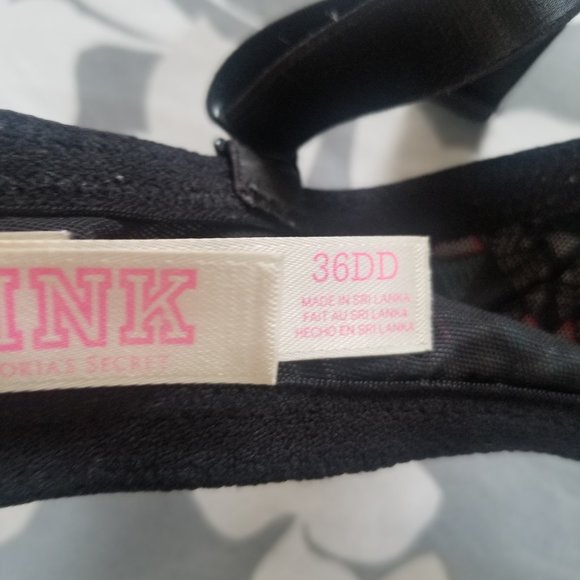 INK
ORIA'S SECRET
36DD
MADE IN SRI LANKA
FAIT AU SRI LANKA
HECHO EN SRI LANKA